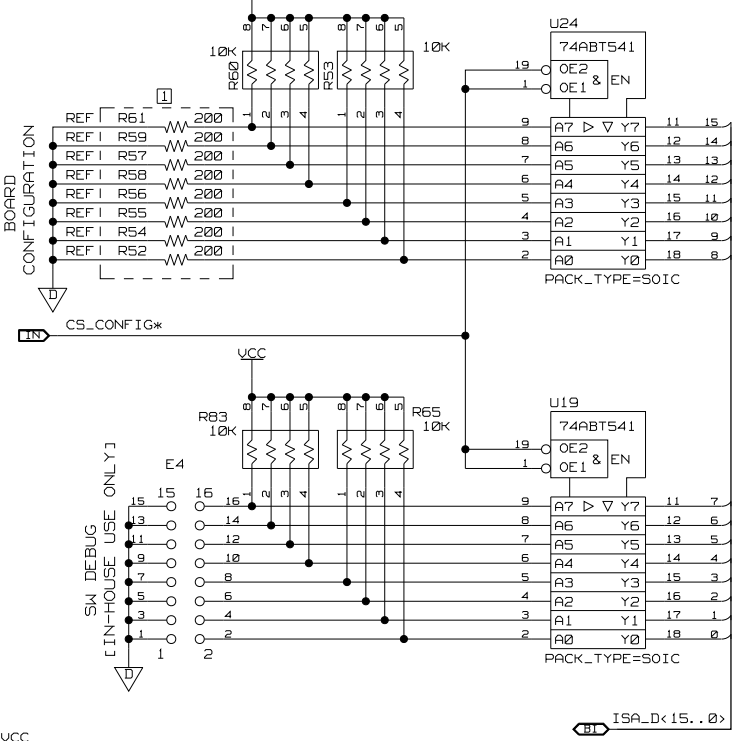 U24
74ABT541
19 OE2
1 OE1 & EN
8 7 6 5 8 7 6 5
10K R60 R53 10K
1 2 3 4 1 2 3 4
1
BOARD
CONFIGURATION
REF R61 200 9 A7 Y7 11 15
REF R59 200 8 A6 Y6 12 14
REF R57 200 7 A5 Y5 13 13
REF R58 200 6 A4 Y4 14 12
REF R56 200 5 A3 Y3 15 11
REF R55 200 4 A2 Y2 16 10
REF R54 200 3 A1 Y1 17 9
REF R52 200 2 A0 Y0 18 8
PACK_TYPE=SOIC
D
IN CS_CONFIG*
VCC
8 7 6 5 8 7 6 5
R83 10K
R65 10K
1 2 3 4 1 2 3 4
U19
74ABT541
19 OE2
1 OE1 & EN
E4
SW DEBUG
[IN-HOUSE USE ONLY]
15 16
15 16 9 A7 Y7 11 7
13 14 8 A6 Y6 12 6
11 12 7 A5 Y5 13 5
9 10 6 A4 Y4 14 4
7 8 5 A3 Y3 15 3
5 6 4 A2 Y2 16 2
3 4 3 A1 Y1 17 1
1 2 2 A0 Y0 18 0
1 2
PACK_TYPE=SOIC
D
BI ISA_D<15..0>
VCC